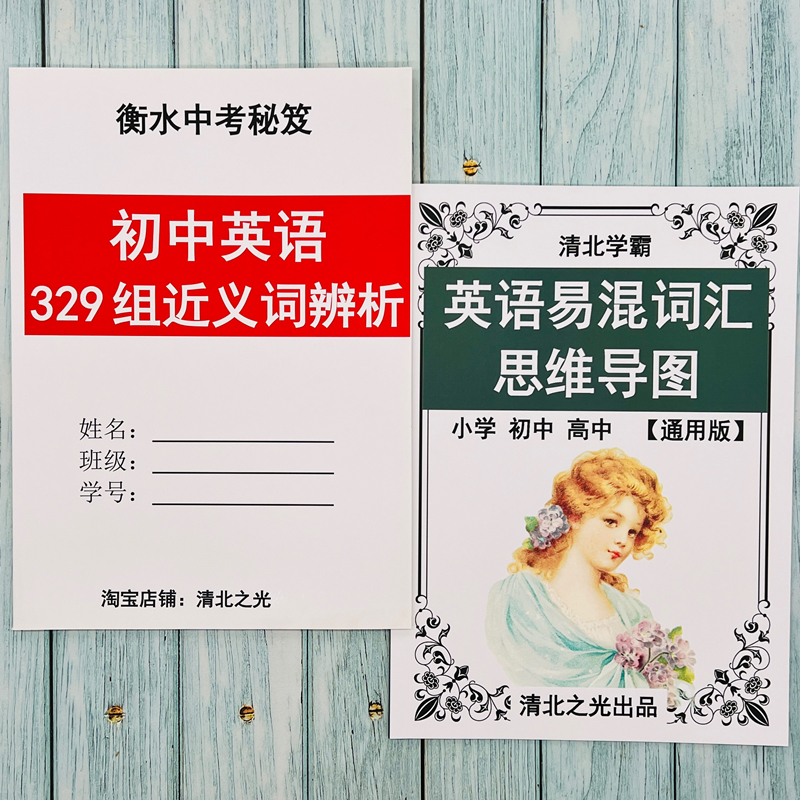 衡水中考秘笈
初中英语
329组近义词辨析
姓名：
班级：
学号：
淘宝店铺：清北之光
清北学霸
英语易混词汇
思维导图
小学 初中 高中 【通用版】
清北之光出品